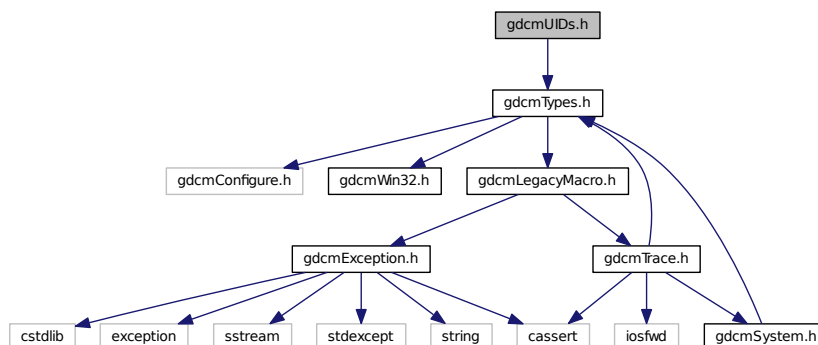 gdcmUIDs.h
gdcmTypes.h
gdcmConfigure.h
gdcmWin32.h
gdcmLegacyMacro.h
gdcmException.h
gdcmTrace.h
cstdlib
exception
sstream
stdexcept
string
cassert
iosfwd
gdcmSystem.h